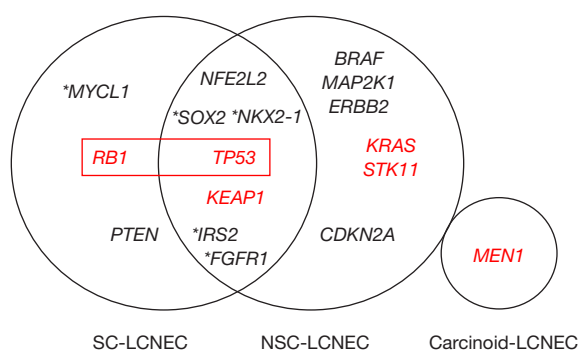 BRAF
NFE2L2
MAP2K1
*MYCL1
ERBB2
*SOX2 *NKX2-1
KRAS
RB1 TP53
STK11
KEAP1
PTEN
*IRS2
CDKN2A
*FGFR1
MEN1
SC-LCNEC NSC-LCNEC Carcinoid-LCNEC